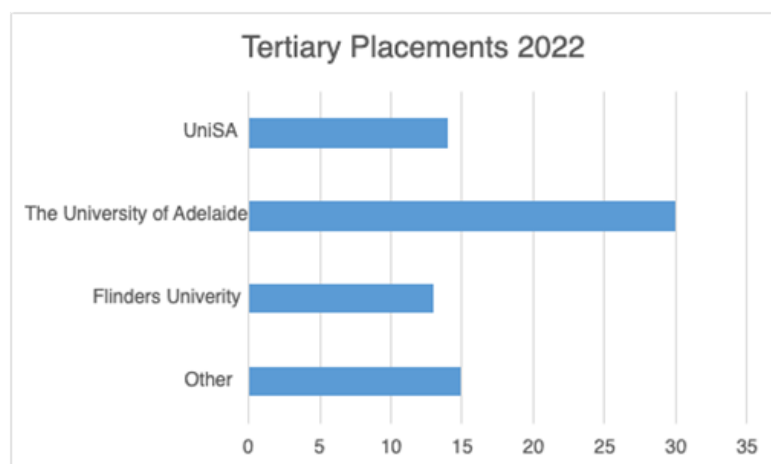 Tertiary Placements 2022
UniSA
The University of Adelaide
Flinders Univerity
Other
0 5 10 15 20 25 30 35